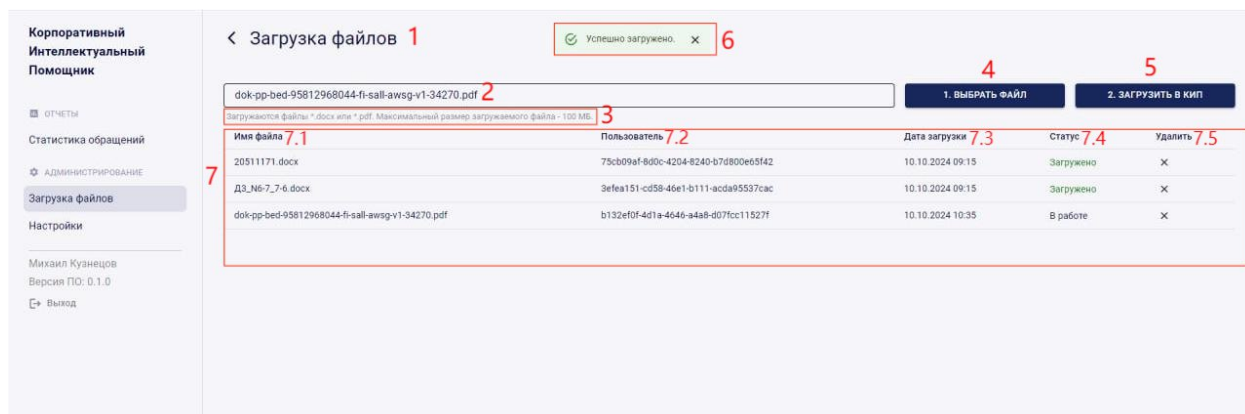 Корпоративный
Интеллектуальный
Помощник
ОТЧЕТЫ
Статистика обращений
АДМИНИСТРИРОВАНИЕ
Загрузка файлов
Настройки
Михаил Кузнецов
Версия ПО: 0.1.0
Выход
Загрузка файлов 1
Успешно загружено. 6
dok-pp-bed-95812968044-fi-sall-awsg-v1-34270.pdf 2
4
1. ВЫБРАТЬ ФАЙЛ
5
2. ЗАГРУЗИТЬ В КИП
Загружаются файлы *.docx или *.pdf. Максимальный размер загружаемого файла - 100 МБ. 3
7
Имя файла 7.1 Пользователь 7.2 Дата загрузки 7.3 Статус 7.4 Удалить 7.5
20511171.docx 75cb09af-8d0c-4204-8240-b7d800e65f42 10.10.2024 09:15 Загружено
ДЗ_N6-7_7-6.docx 3efea151-cd58-46e1-b111-acda95537cac 10.10.2024 09:15 Загружено
dok-pp-bed-95812968044-fi-sall-awsg-v1-34270.pdf b132ef0f-4d1a-4646-a4a8-d07fcc11527f 10.10.2024 10:35 В работе